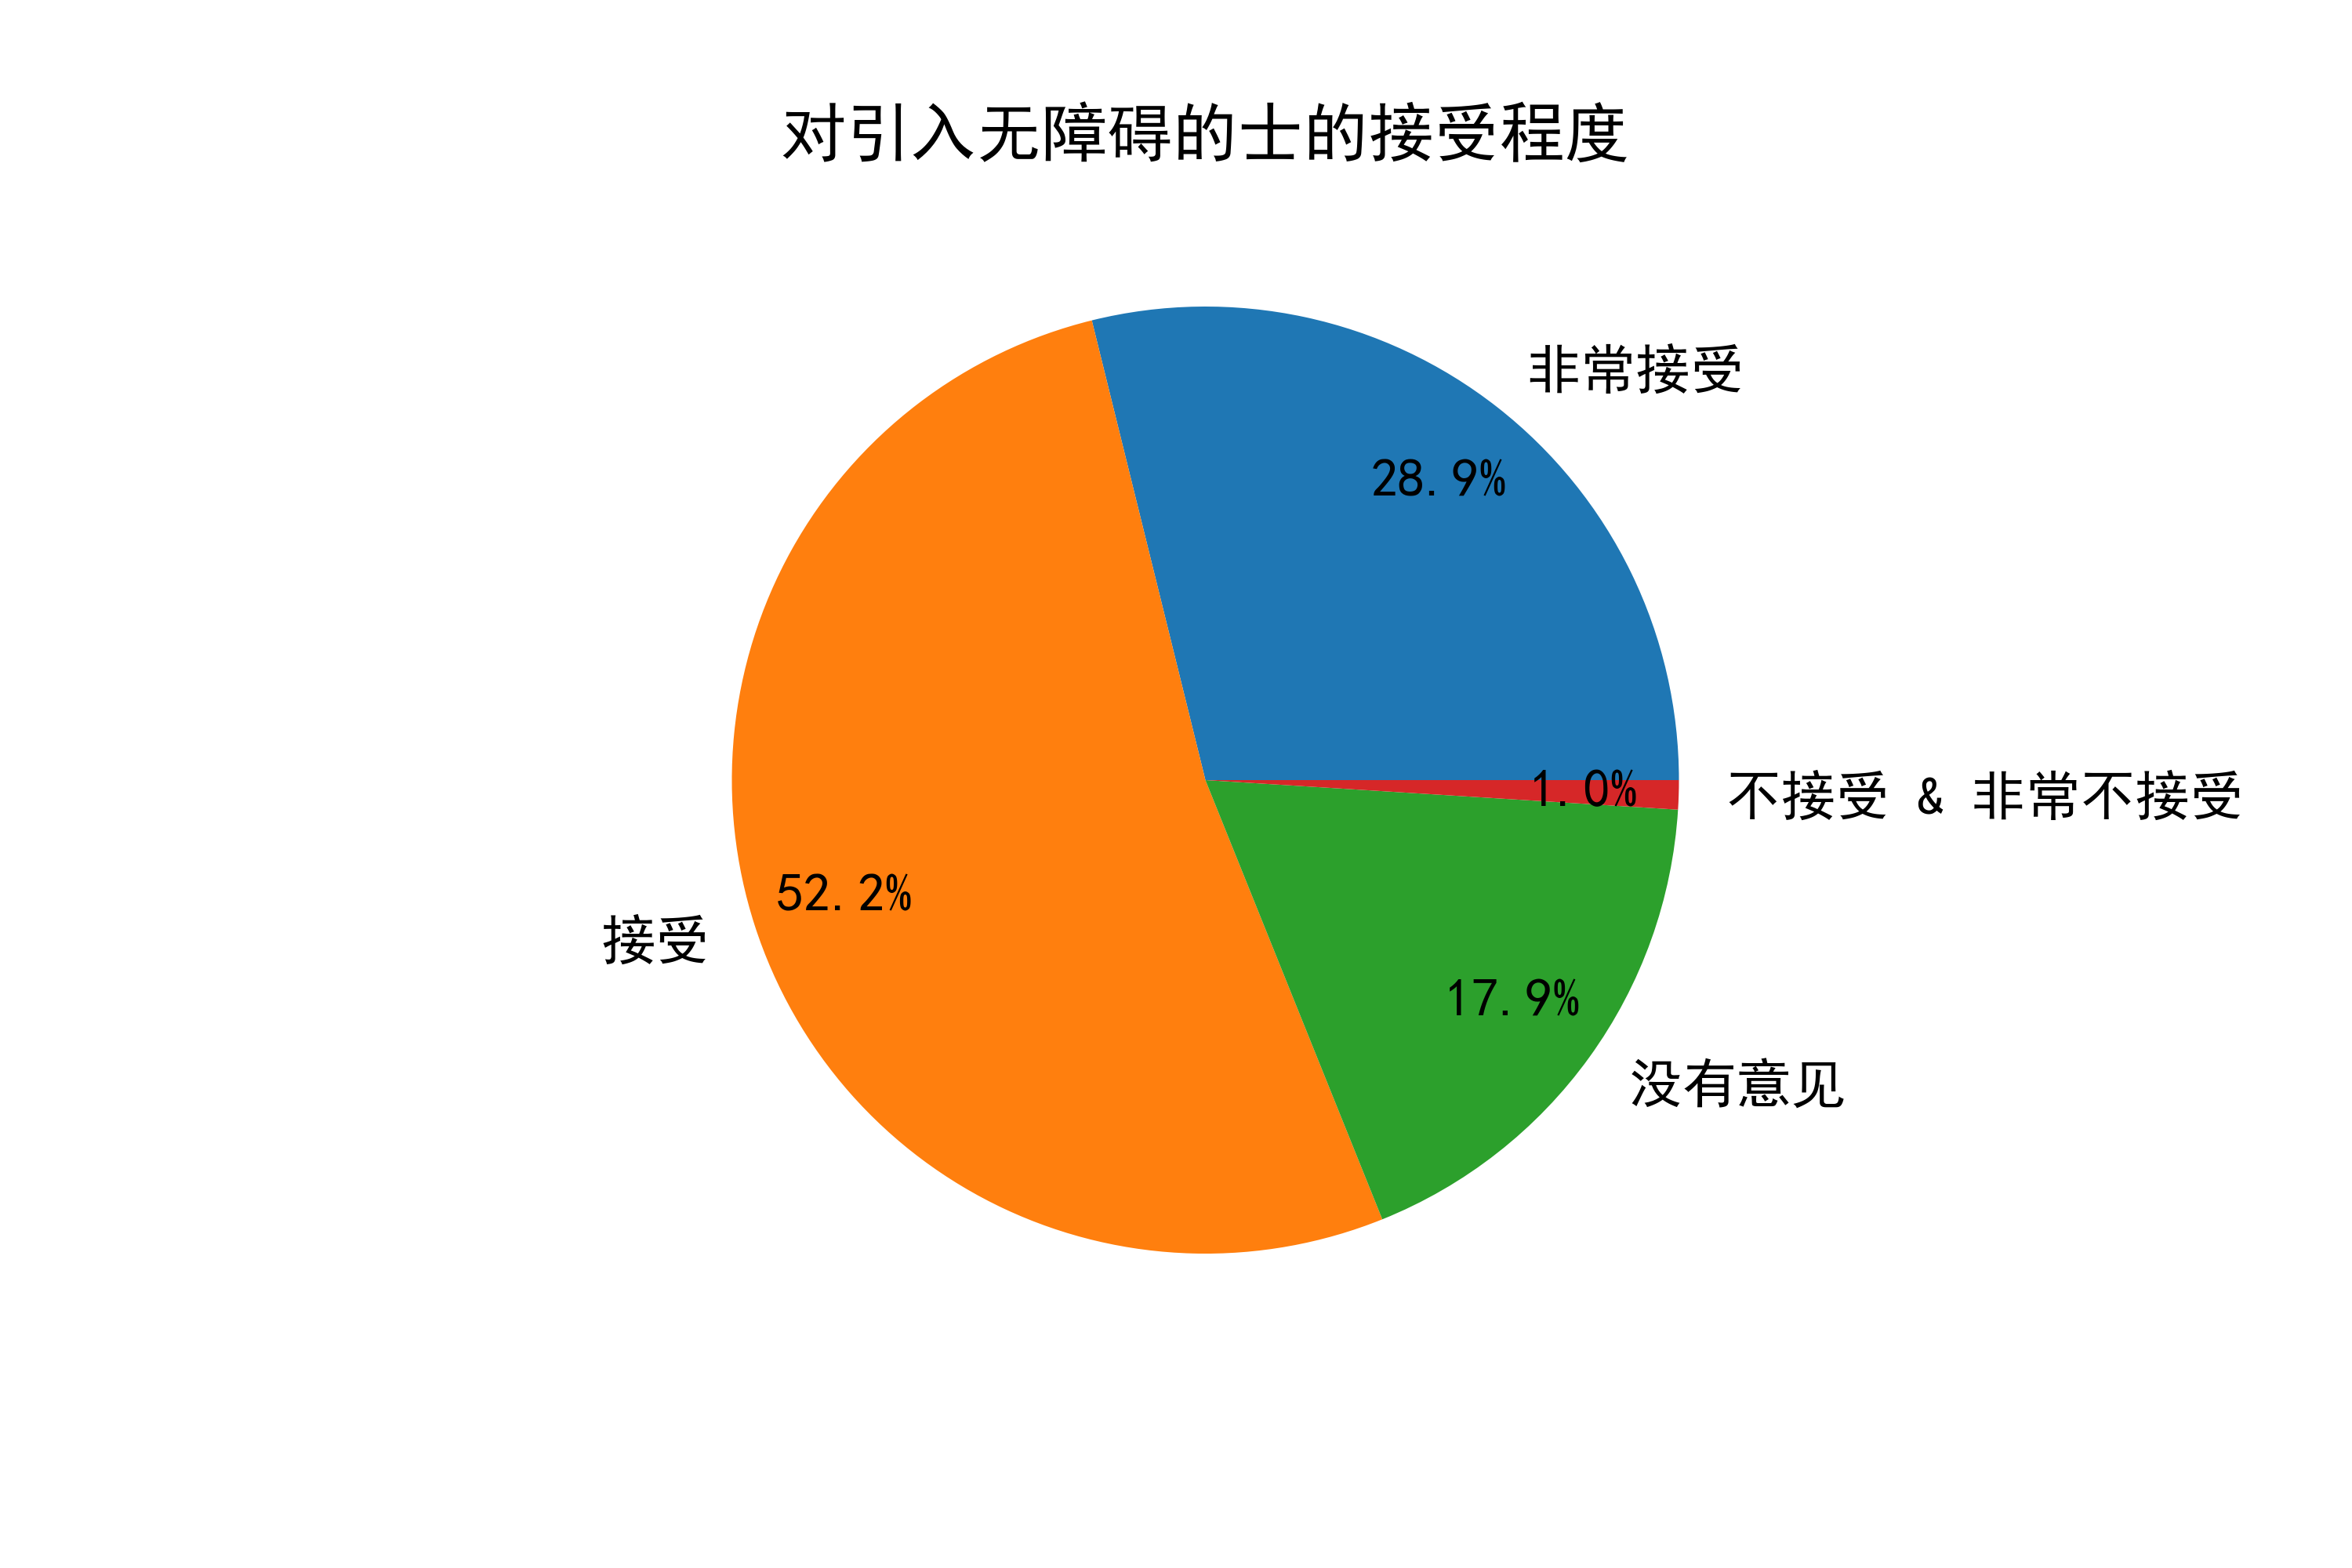 对引入无障碍的士的接受程度
非常接受
28.9%
1.0%
不接受 & 非常不接受
52.2%
接受
17.9%
没有意见